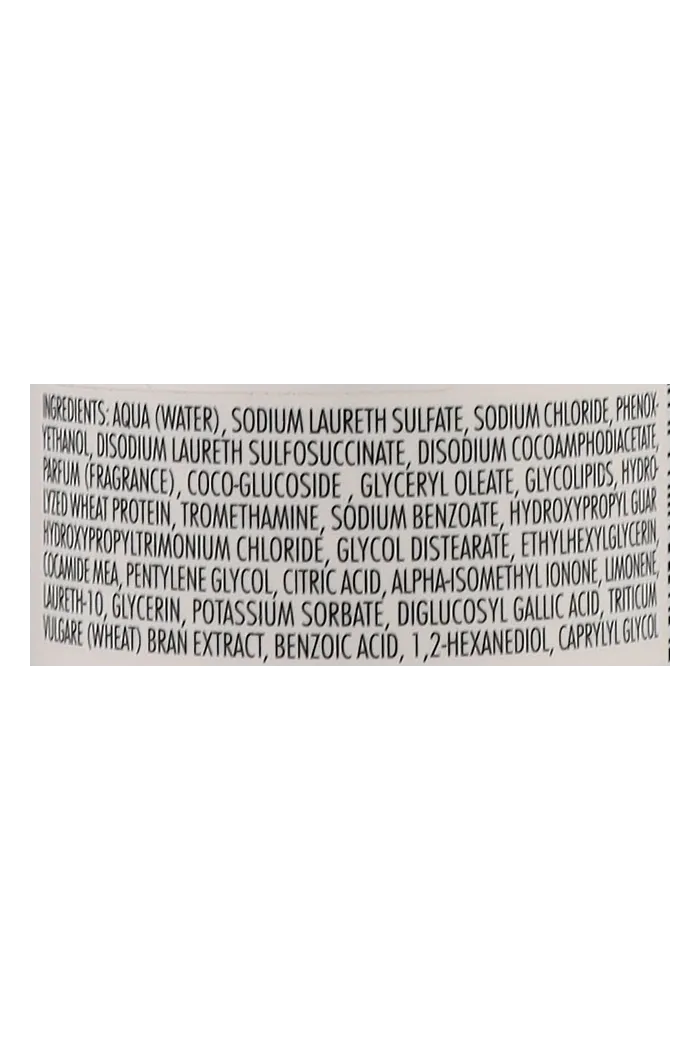 INGREDIENTS: AQUA (WATER), SODIUM LAURETH SULFATE, SODIUM CHLORIDE, PHENOX-
YETHANOL, DISODIUM LAURETH SULFOSUCCINATE, DISODIUM COCOAMPHODIACETATE,
PARFUM (FRAGRANCE), COCO-GLUCOSIDE , GLYCERYL OLEATE, GLYCOLIPIDS, HYDRO-
LYZED WHEAT PROTEIN, TROMETHAMINE, SODIUM BENZOATE, HYDROXYPROPYL GUAR
HYDROXYPROPYLTRIMONIUM CHLORIDE, GLYCOL DISTEARATE, ETHYLHEXYLGLYCERIN,
COCAMIDE MEA, PENTYLENE GLYCOL, CITRIC ACID, ALPHA-ISOMETHYL IONONE, LIMONENE,
LAURETH-10, GLYCERIN, POTASSIUM SORBATE, DIGLUCOSYL GALLIC ACID, TRITICUM
VULGARE (WHEAT) BRAN EXTRACT, BENZOIC ACID, 1,2-HEXANEDIOL, CAPRYLYL GLYCOL